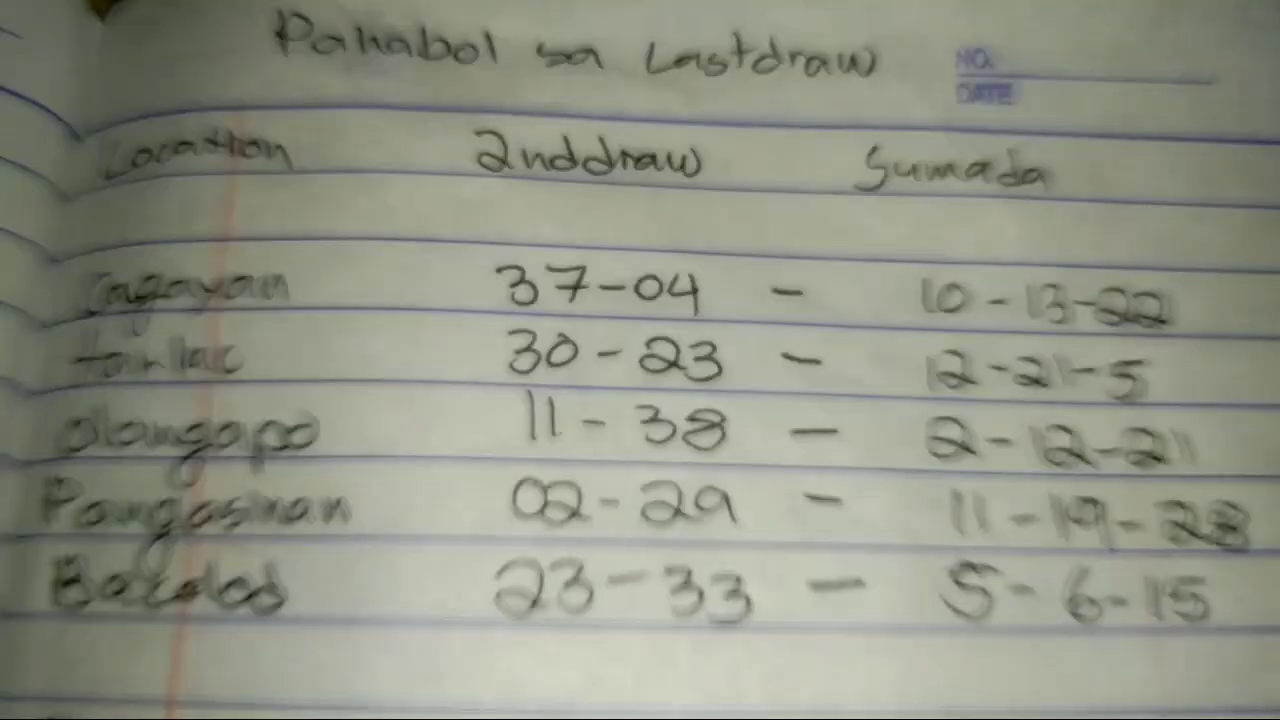 Pahabol sa Lastdraw
NO.
DATE
Location 2nddraw Sumada
Cagayan 37-04 - 10-13-22
tarlac 30-23 - 12-21-5
olongapo 11-38 - 2-12-21
Pangasinan 02-29 - 11-19-28
Bacolod 23-33 - 5-6-15